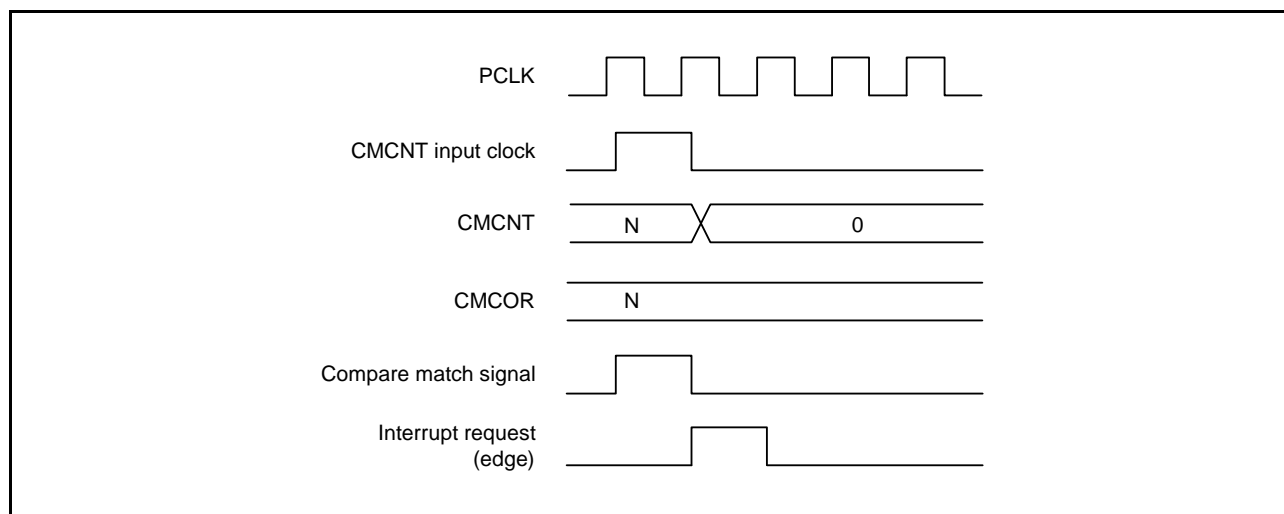 PCLK
CMCNT input clock
CMCNT
N
0
CMCOR
N
Compare match signal
Interrupt request
(edge)